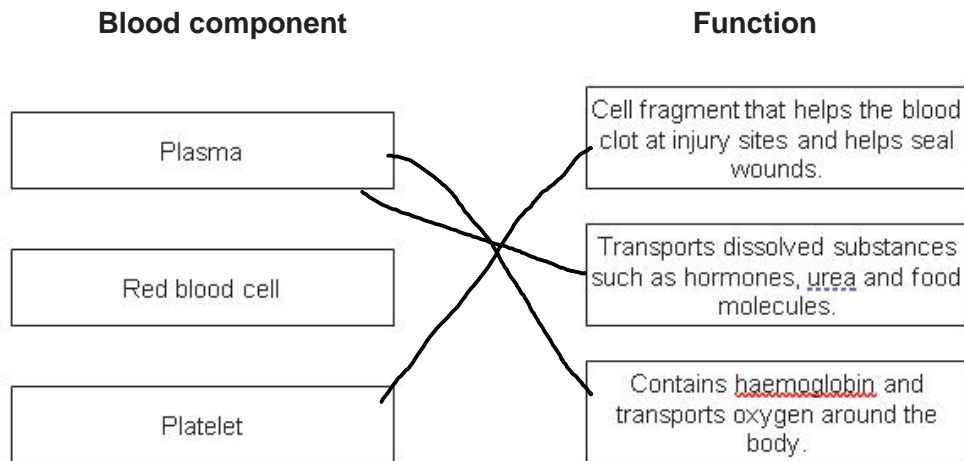 Blood component
Function
Plasma
Cell fragment that helps the blood
clot at injury sites and helps seal
wounds.
Red blood cell
Transports dissolved substances
such as hormones, urea and food
molecules.
Platelet
Contains haemoglobin and
transports oxygen around the
body.